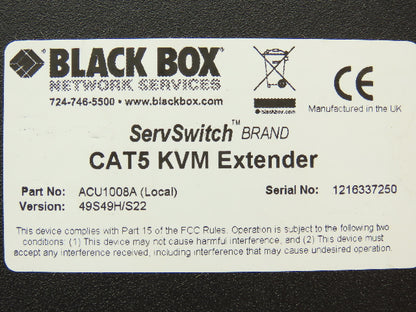 BLACK BOX
NETWORK SERVICES
724-746-5500 • www.blackbox.com
blackbox.com
CE
Manufactured in the UK
ServSwitch™ BRAND
CAT5 KVM Extender
Part No: ACU1008A (Local) Serial No: 1216337250
Version: 49S49H/S22
This device complies with Part 15 of the FCC Rules. Operation is subject to the following two
conditions: (1) This device may not cause harmful interference, and (2) This device must
accept any interference received, including interference that may cause undesired operation.